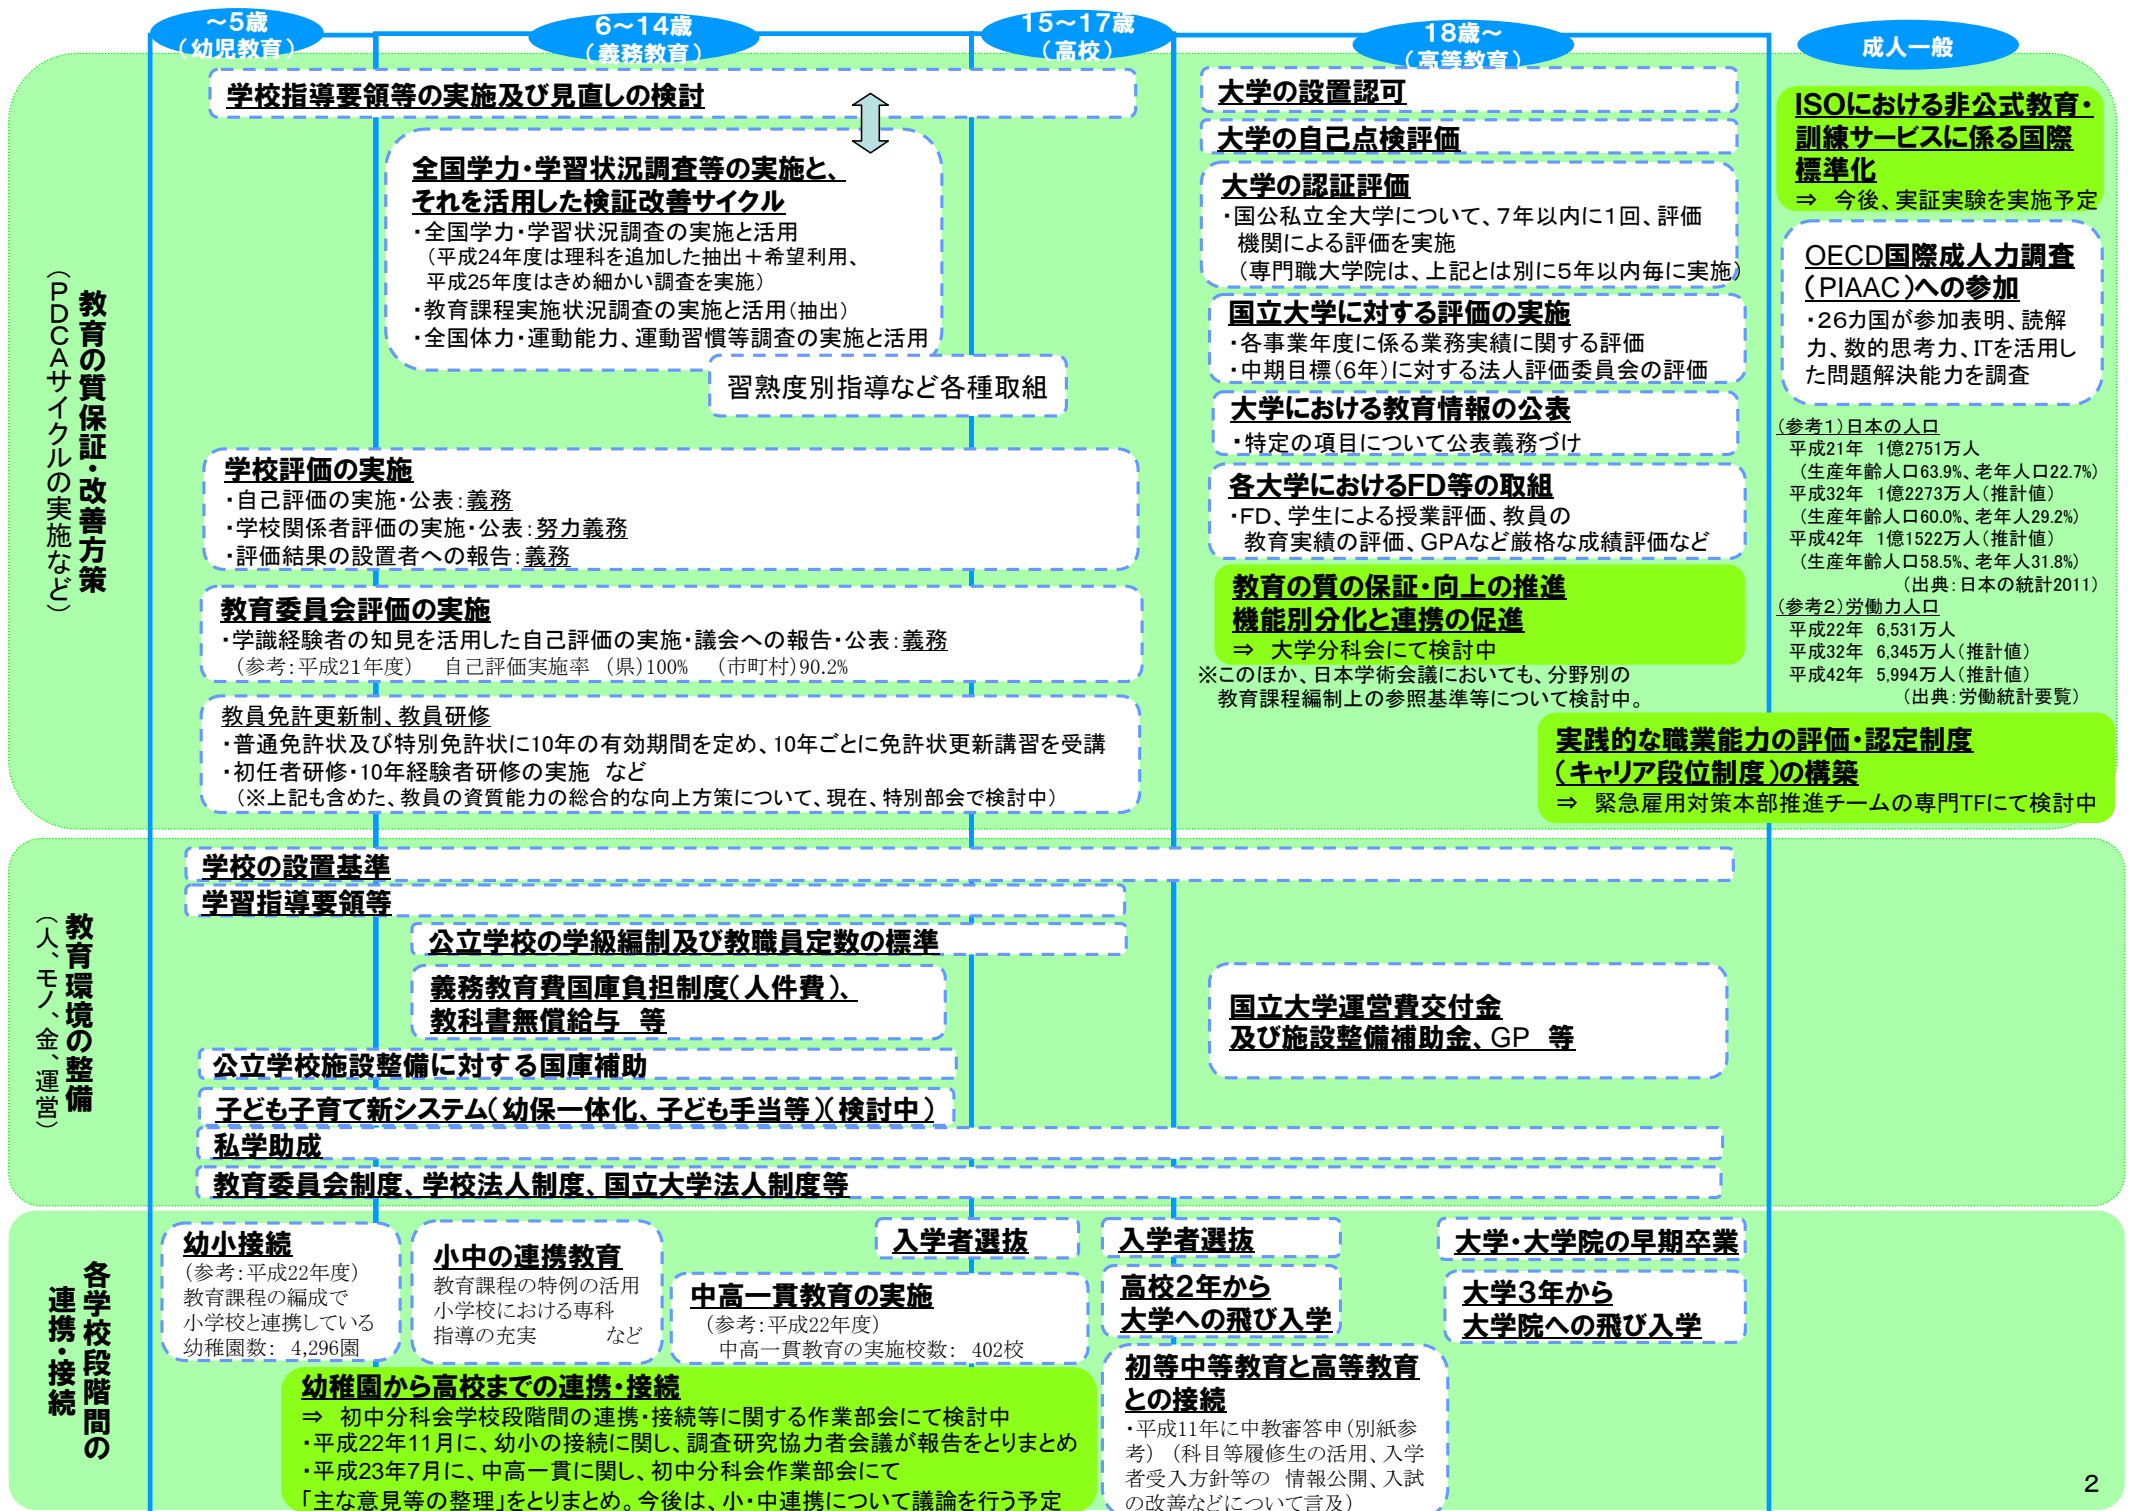 ～5歳
（幼児教育）
6～14歳
（義務教育）
15～17歳
（高校）
18歳～
（高等教育）
成人一般
教育の質保証・改善方策
（PDCAサイクルの実施など）
学校指導要領等の実施及び見直しの検討
全国学力・学習状況調査等の実施と、
それを活用した検証改善サイクル
・全国学力・学習状況調査の実施と活用
（平成24年度は理科を追加した抽出＋希望利用、
平成25年度はきめ細かい調査を実施）
・教育課程実施状況調査の実施と活用（抽出）
・全国体力・運動能力、運動習慣等調査の実施と活用
習熟度別指導など各種取組
学校評価の実施
・自己評価の実施・公表：義務
・学校関係者評価の実施・公表：努力義務
・評価結果の設置者への報告：義務
教育委員会評価の実施
・学識経験者の知見を活用した自己評価の実施・議会への報告・公表：義務
（参考：平成21年度）　自己評価実施率　（県）100%　（市町村）90.2%
教員免許更新制、教員研修
・普通免許状及び特別免許状に10年の有効期間を定め、10年ごとに免許状更新講習を受講
・初任者研修・10年経験者研修の実施　など
（※上記も含めた、教員の資質能力の総合的な向上方策について、現在、特別部会で検討中）
大学の設置認可
大学の自己点検評価
大学の認証評価
・国公私立全大学について、7年以内に1回、評価
機関による評価を実施
（専門職大学院は、上記とは別に5年以内毎に実施）
国立大学に対する評価の実施
・各事業年度に係る業務実績に関する評価
・中期目標（6年）に対する法人評価委員会の評価
大学における教育情報の公表
・特定の項目について公表義務づけ
各大学におけるFD等の取組
・FD、学生による授業評価、教員の
教育実績の評価、GPAなど厳格な成績評価など
教育の質の保証・向上の推進
機能別分化と連携の促進
⇒　大学分科会にて検討中
※このほか、日本学術会議においても、分野別の
教育課程編制上の参照基準等について検討中。
ISOにおける非公式教育・
訓練サービスに係る国際
標準化
⇒　今後、実証実験を実施予定
OECD国際成人力調査
（PIAAC）への参加
・26カ国が参加表明、読解
力、数的思考力、ITを活用し
た問題解決能力を調査
（参考1）日本の人口
平成21年　1億2751万人
（生産年齢人口63.9%、老年人口22.7%）
平成32年　1億2273万人（推計値）
（生産年齢人口60.0%、老年人29.2%）
平成42年　1億1522万人（推計値）
（生産年齢人口58.5%、老年人31.8%）
（出典：日本の統計2011）
（参考2）労働力人口
平成22年　6,531万人
平成32年　6,345万人（推計値）
平成42年　5,994万人（推計値）
（出典：労働統計要覧）
実践的な職業能力の評価・認定制度
（キャリア段位制度）の構築
⇒　緊急雇用対策本部推進チームの専門TFにて検討中
教育環境の整備
（人、モノ、金、運営）
学校の設置基準
学習指導要領等
公立学校の学級編制及び教職員定数の標準
義務教育費国庫負担制度（人件費）、
教科書無償給与　等
公立学校施設整備に対する国庫補助
子ども子育て新システム（幼保一体化、子ども手当等）（検討中）
私学助成
教育委員会制度、学校法人制度、国立大学法人制度等
国立大学運営費交付金
及び施設整備補助金、GP　等
各学校段階間の
連携・接続
幼小接続
（参考：平成22年度）
教育課程の編成で
小学校と連携している
幼稚園数：　4,296園
小中の連携教育
教育課程の特例の活用
小学校における専科
指導の充実　　　など
入学者選抜
中高一貫教育の実施
（参考：平成22年度）
中高一貫教育の実施校数：　402校
幼稚園から高校までの連携・接続
⇒　初中分科会学校段階間の連携・接続等に関する作業部会にて検討中
・平成22年11月に、幼小の接続に関し、調査研究協力者会議が報告をとりまとめ
・平成23年7月に、中高一貫に関し、初中分科会作業部会にて
「主な意見等の整理」をとりまとめ。今後は、小・中連携について議論を行う予定
入学者選抜
高校2年から
大学への飛び入学
初等中等教育と高等教育
との接続
・平成11年に中教審答申（別紙参
考）（科目等履修生の活用、入学
者受入方針等の　情報公開、入試
の改善などについて言及）
大学・大学院の早期卒業
大学3年から
大学院への飛び入学
2